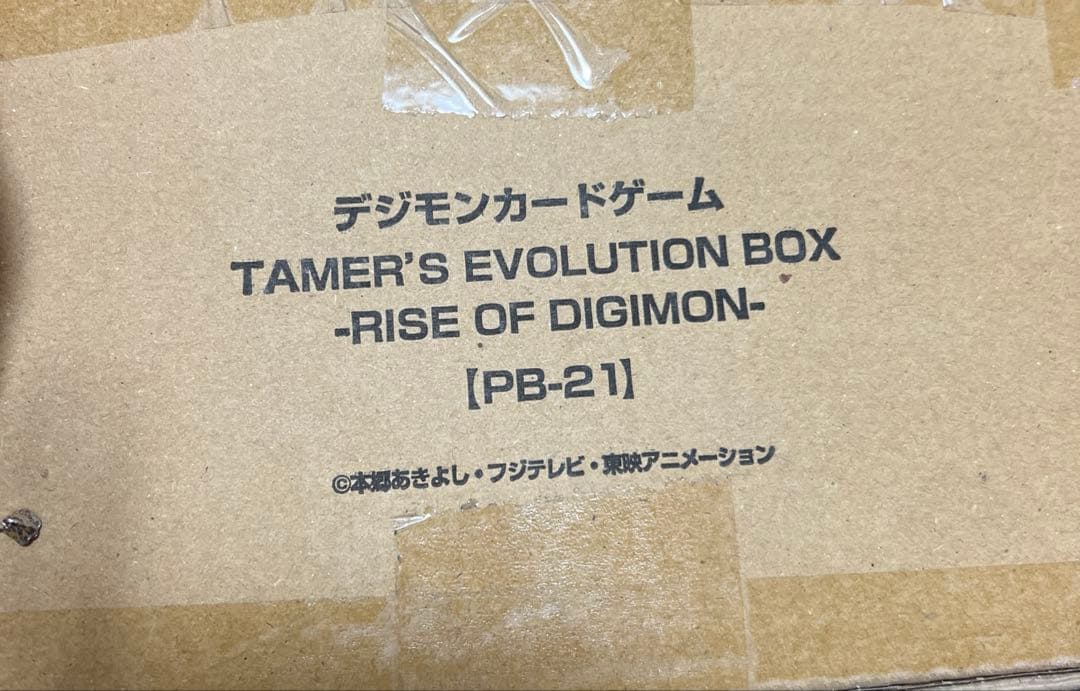 デジモンカードゲーム
TAMER'S EVOLUTION BOX
-RISE OF DIGIMON-
【PB-21】
©本郷あきよし・フジテレビ・東映アニメーション